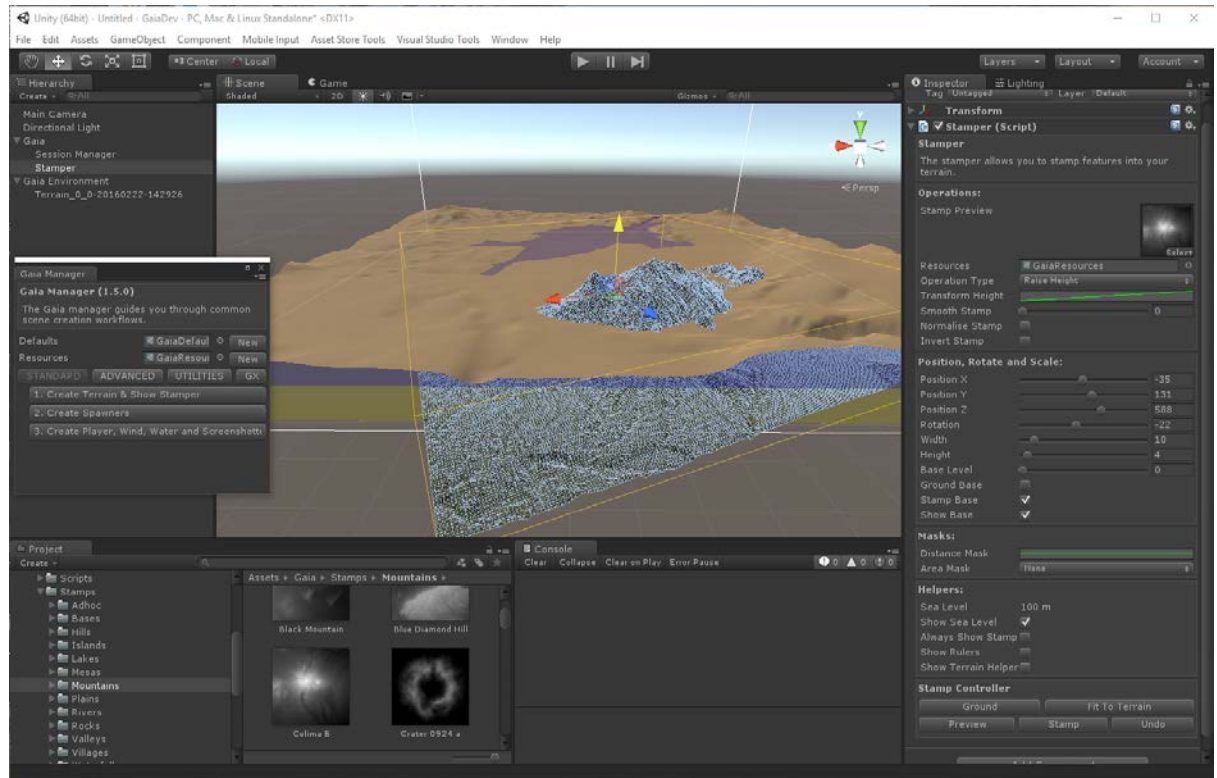 Unity (64bit) - Untitled - GaiaDev - PC, Mac & Linux Standalone* <DX11>
File Edit Assets GameObject Component Mobile Input Asset Store Tools Visual Studio Tools Window Help
Center Local Layers Layout Account
Hierarchy
Create All
Main Camera
Directional Light
Gaia
Session Manager
Stamper
Gaia Environment
Terrain_0_0-20160222-142926
Scene Game
Shaded 2D Gizmos All
y
Persp
Gaia Manager
Gaia Manager (1.5.0)
The Gaia manager guides you through common
scene creation workflows.
Defaults GaiaDefaul New
Resources GaiaResoui New
STANDARD ADVANCED UTILITIES GX
1. Create Terrain & Show Stamper
2. Create Spawners
3. Create Player, Wind, Water and Screenshotte
Project
Create
Scripts
Stamps
Adhoc
Bases
Hills
Islands
Lakes
Mesas
Mountains
Plains
Rivers
Rocks
Valleys
Villages
Assets Gaia Stamps Mountains
Black Mountain Blue Diamond Hill
Colima B Crater 0924 a
Console
Clear Collapse Clear on Play Error Pause 0 0 0
Inspector Lighting
Tag Untagged Layer Default
Transform
Stamper (Script)
Stamper
The stamper allows you to stamp features into your
terrain.
Operations:
Stamp Preview
Select
Resources GaiaResources
Operation Type Raise Height
Transform Height
Smooth Stamp 0
Normalise Stamp
Invert Stamp
Position, Rotate and Scale:
Position X -35
Position Y 131
Position Z 588
Rotation -22
Width 10
Height 4
Base Level 0
Ground Base
Stamp Base
Show Base
Masks:
Distance Mask
Area Mask None
Helpers:
Sea Level 100 m
Show Sea Level
Always Show Stamp
Show Rulers
Show Terrain Helper
Stamp Controller
Ground Fit To Terrain
Preview Stamp Undo